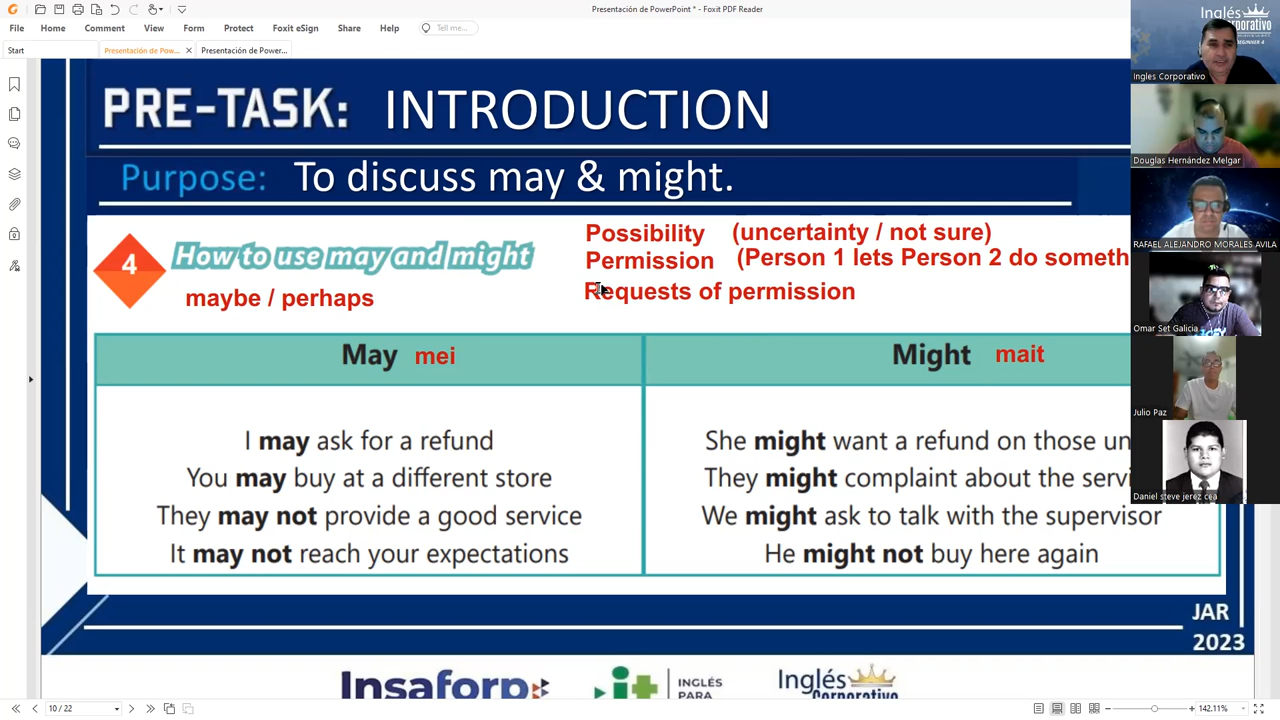 Presentación de PowerPoint * - Foxit PDF Reader
File Home Comment View Form Protect Foxit eSign Share Help Tell me...
Start Presentación de Pow... Presentación de Power...
PRE-TASK: INTRODUCTION
Purpose: To discuss may & might.
4 How to use may and might
maybe / perhaps
Possibility (uncertainty / not sure)
Permission (Person 1 lets Person 2 do someth
Requests of permission
May mei
I may ask for a refund
You may buy at a different store
They may not provide a good service
It may not reach your expectations
Might mait
She might want a refund on those un
They might complaint about the servi
We might ask to talk with the supervisor
He might not buy here again
JAR
2023
Insaforp
INGLÉS
PARA
Inglés
Corporativo
Inglés
Corporativo
BEGINNER 4
Ingles Corporativo
Douglas Hernández Melgar
RAFAEL ALEJANDRO MORALES AVILA
Omar Set Galicia
Julio Paz
Daniel steve jerez cea
10 / 22
142.11%